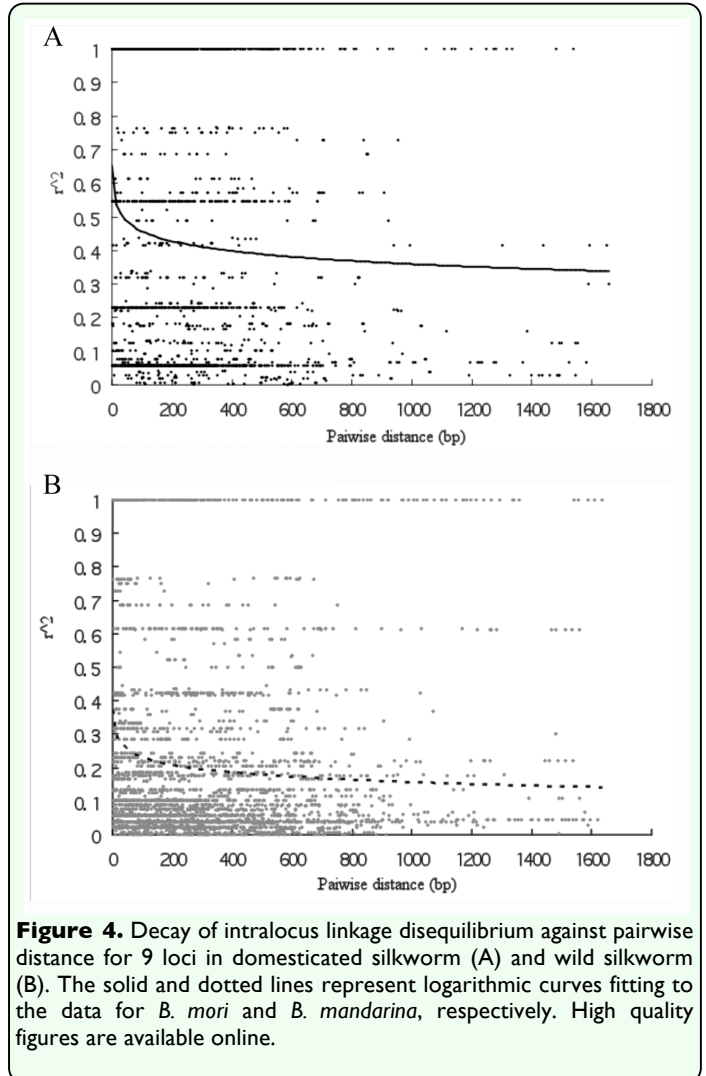 A
1
0.9
0.8
0.7
0.6
0.5
0.4
0.3
0.2
0.1
0
r^2
0 200 400 600 800 1000 1200 1400 1600 1800
Paiwise distance (bp)
B
1
0.9
0.8
0.7
0.6
0.5
0.4
0.3
0.2
0.1
0
r^2
0 200 400 600 800 1000 1200 1400 1600 1800
Paiwise distance (bp)
Figure 4. Decay of intralocus linkage disequilibrium against pairwise
distance for 9 loci in domesticated silkworm (A) and wild silkworm
(B). The solid and dotted lines represent logarithmic curves fitting to
the data for B. mori and B. mandarina, respectively. High quality
figures are available online.